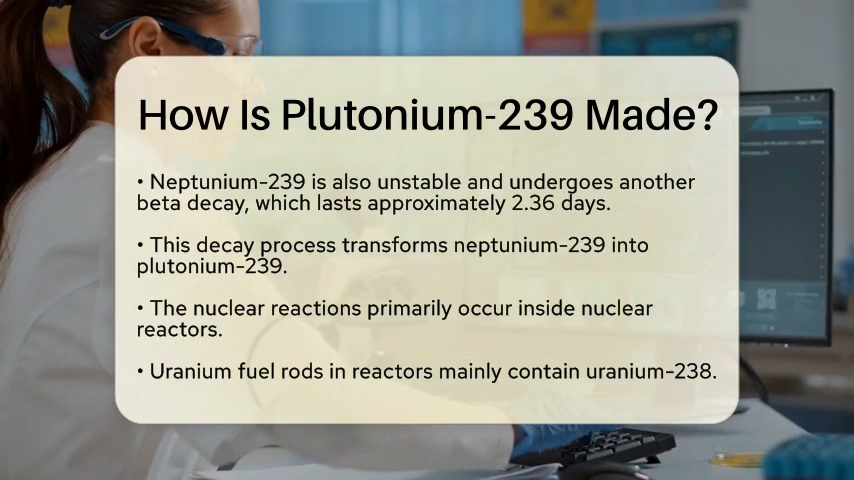 How Is Plutonium-239 Made?
• Neptunium-239 is also unstable and undergoes another
beta decay, which lasts approximately 2.36 days.
• This decay process transforms neptunium-239 into
plutonium-239.
• The nuclear reactions primarily occur inside nuclear
reactors.
• Uranium fuel rods in reactors mainly contain uranium-238.